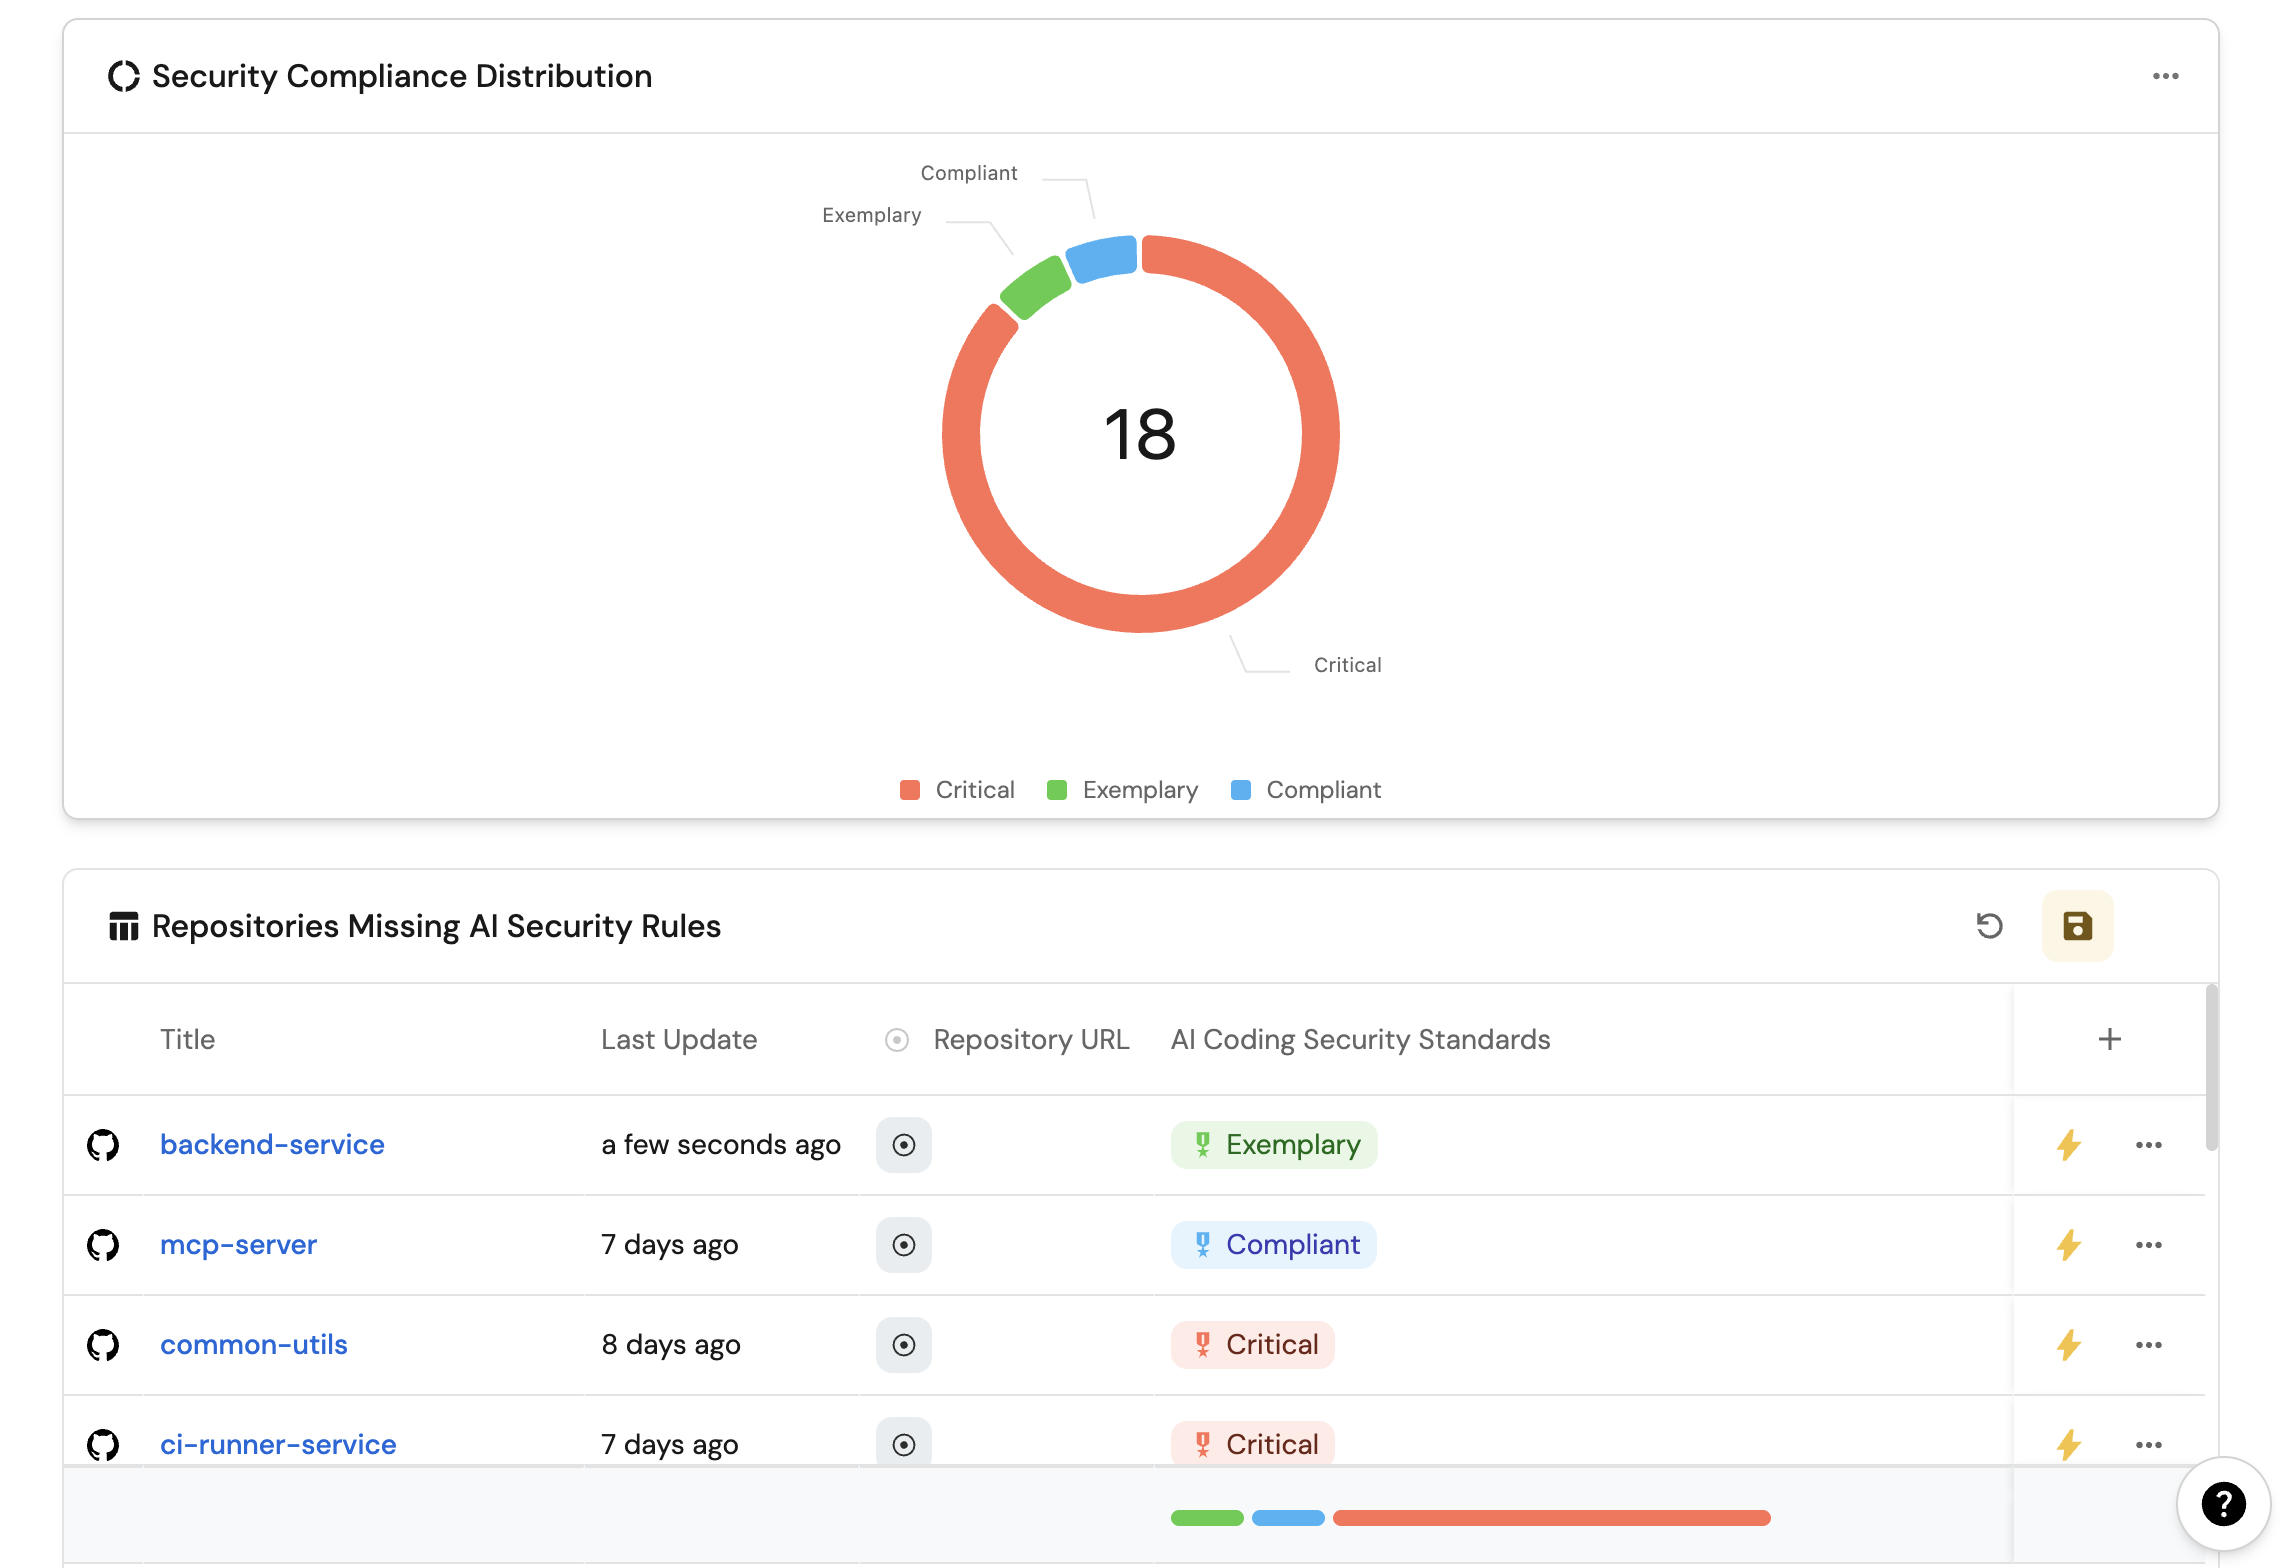 Security Compliance Distribution
Compliant
Exemplary
18
Critical
Critical Exemplary Compliant
Repositories Missing AI Security Rules
Title Last Update Repository URL AI Coding Security Standards
backend-service a few seconds ago Exemplary
mcp-server 7 days ago Compliant
common-utils 8 days ago Critical
ci-runner-service 7 days ago Critical
?